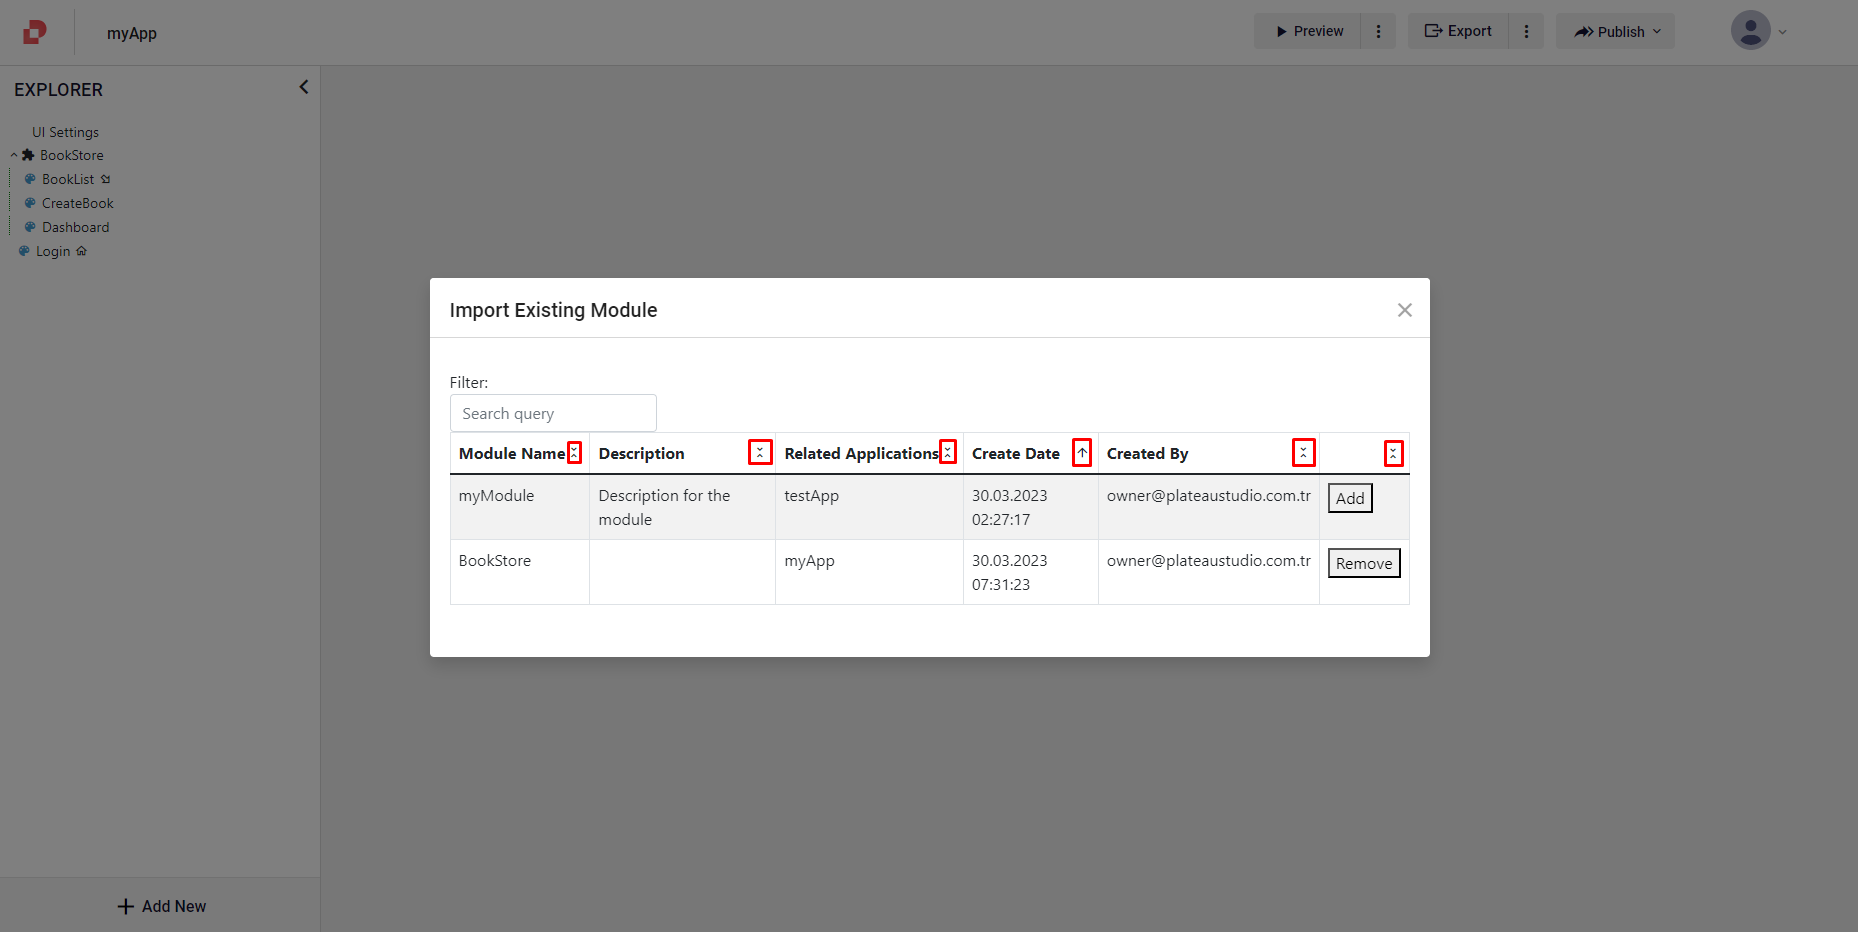 myApp
Preview
Export
Publish
EXPLORER
UI Settings
BookStore
BookList
CreateBook
Dashboard
Login
Import Existing Module
Filter:
Search query
Module Name Description Related Applications Create Date Created By
myModule Description for the testApp 30.03.2023 owner@plateaustudio.com.tr Add
module 02:27:17
BookStore myApp 30.03.2023 owner@plateaustudio.com.tr Remove
07:31:23
Add New